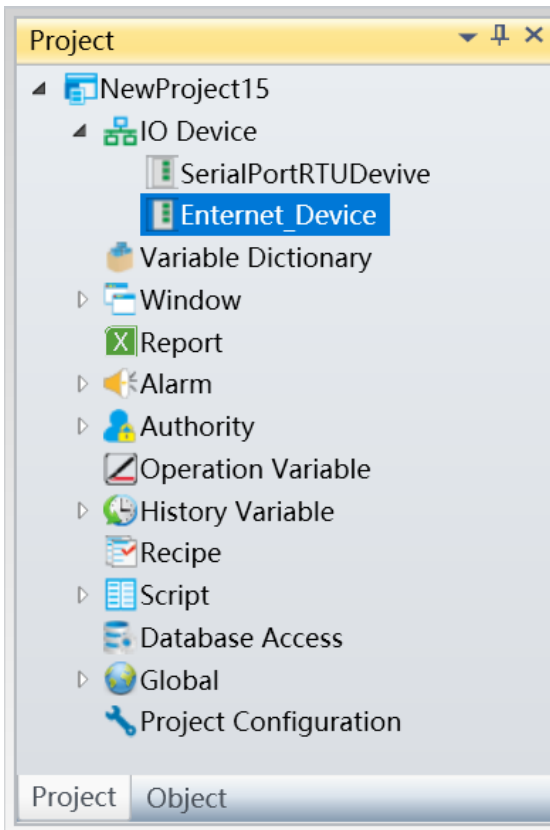 Project
NewProject15
IO Device
SerialPortRTUDevive
Enternet_Device
Variable Dictionary
Window
Report
Alarm
Authority
Operation Variable
History Variable
Recipe
Script
Database Access
Global
Project Configuration
Project Object